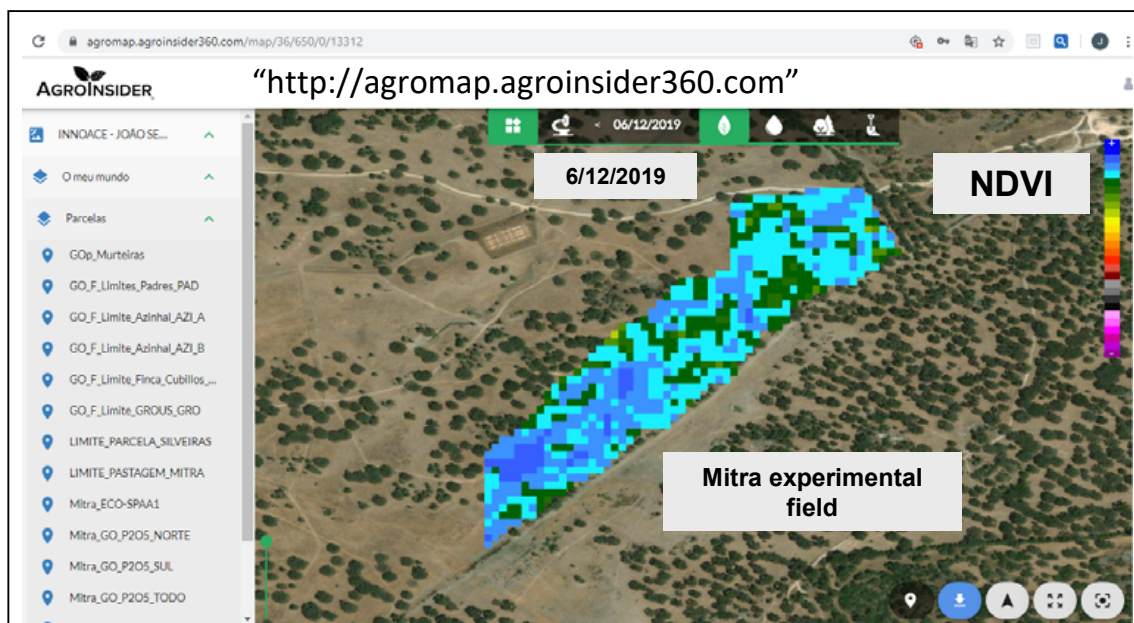 agromap.agroinsider360.com/map/36/650/0/13312
J
AGROINSIDER
“http://agromap.agroinsider360.com”
INNOACE - JOÃO SE...
< 06/12/2019
O meu mundo
6/12/2019
NDVI
+
-
Parcelas
GOp_Murteiras
GO_F_Limites_Padres_PAD
GO_F_Limite_Azinhal_AZI_A
GO_F_Limite_Azinhal_AZI_B
GO_F_Limite_Finca_Cubillos_...
GO_F_Limite_GROUS_GRO
LIMITE_PARCELA_SILVEIRAS
LIMITE_PASTAGEM_MITRA
Mitra_ECO-SPAA1
Mitra_GO_P2O5_NORTE
Mitra_GO_P2O5_SUL
Mitra_GO_P2O5_TODO
Mitra experimental
field